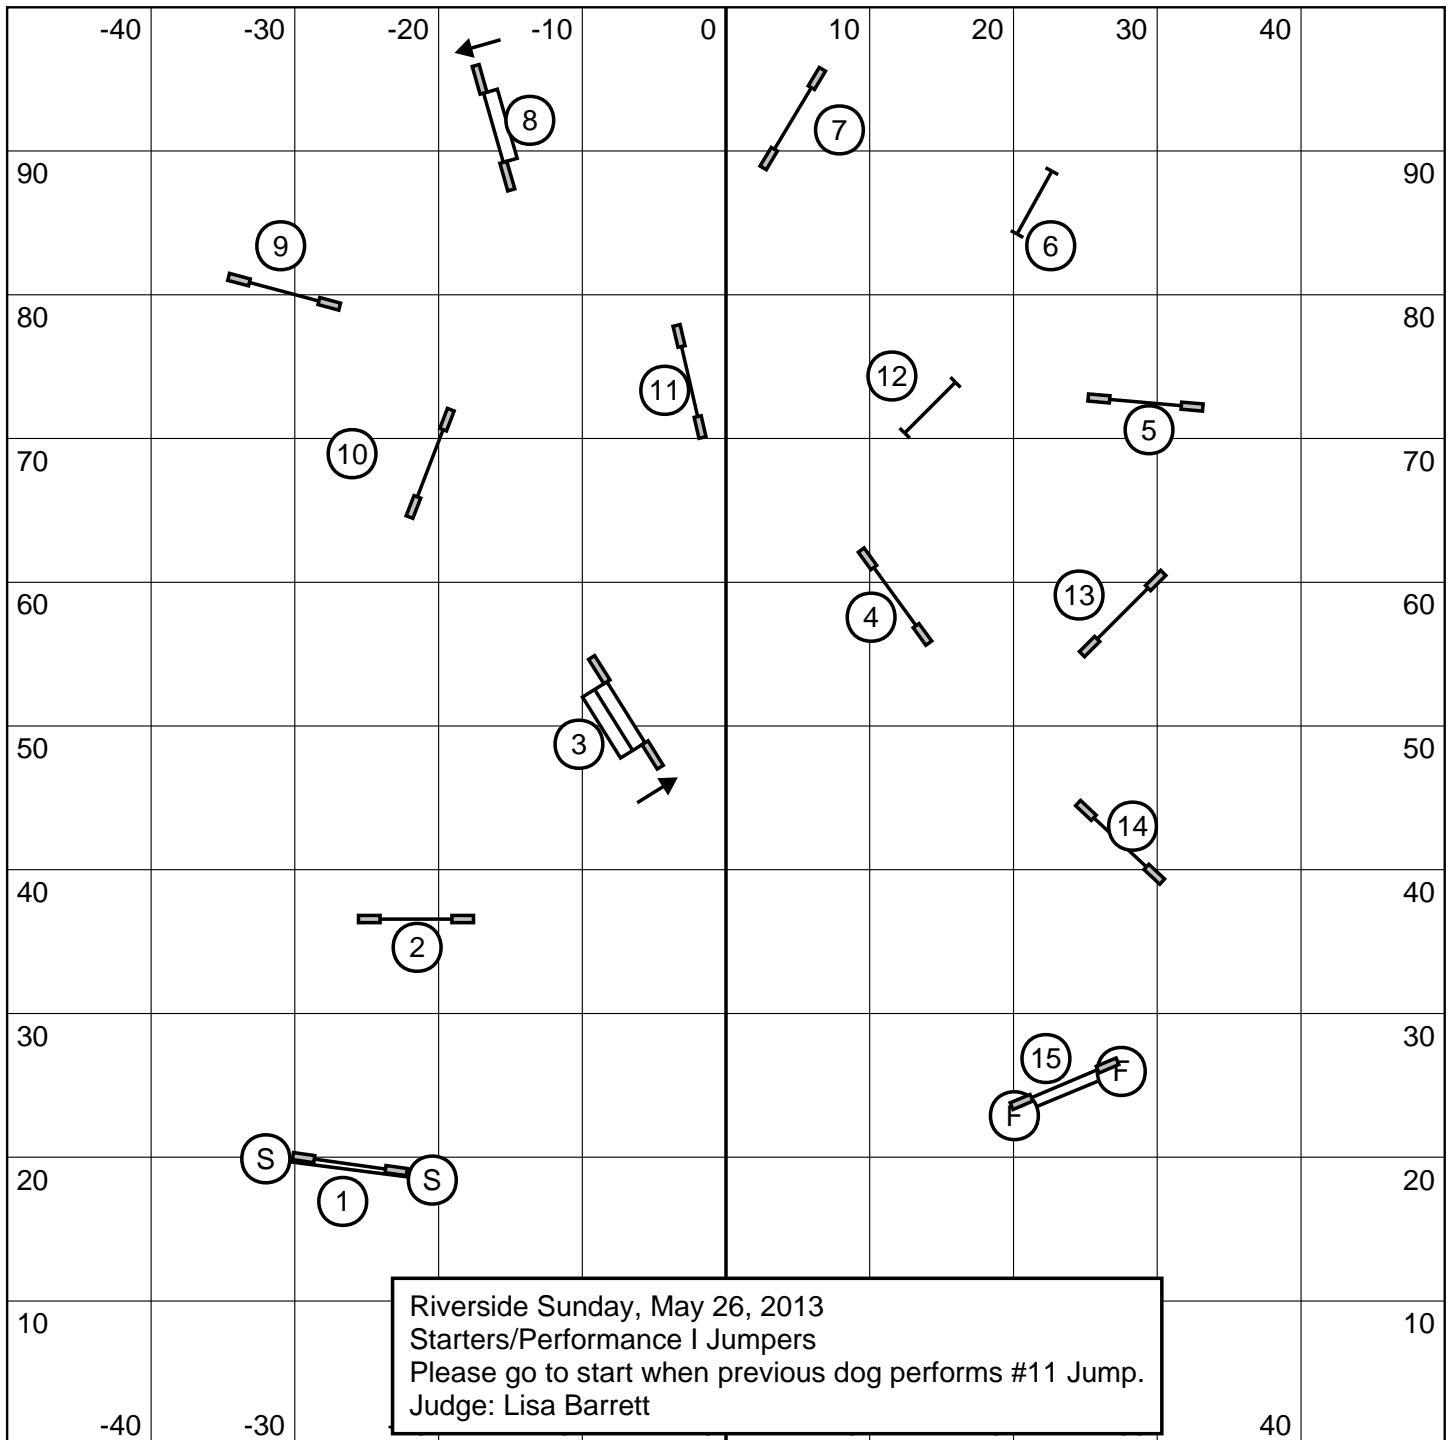 -40 -30 -20 -10 0 10 20 30 40
8
7
90 90
9
6
80 80
12
11
5
70 10 70
13
60 4 60
50 3 50
14
40 40
2
30 30
15
F
F
S
S
20 1 20
Riverside Sunday, May 26, 2013
10 10
Starters/Performance I Jumpers
Please go to start when previous dog performs #11 Jump.
Judge: Lisa Barrett
-40 -30 40